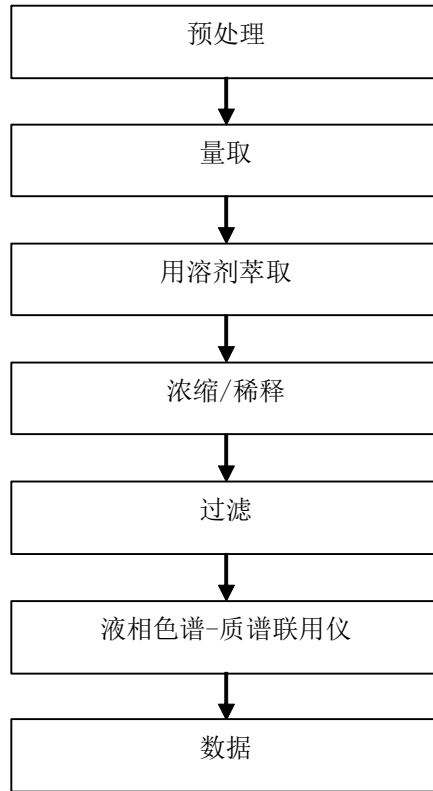 预处理
量取
用溶剂萃取
浓缩/稀释
过滤
液相色谱-质谱联用仪
数据